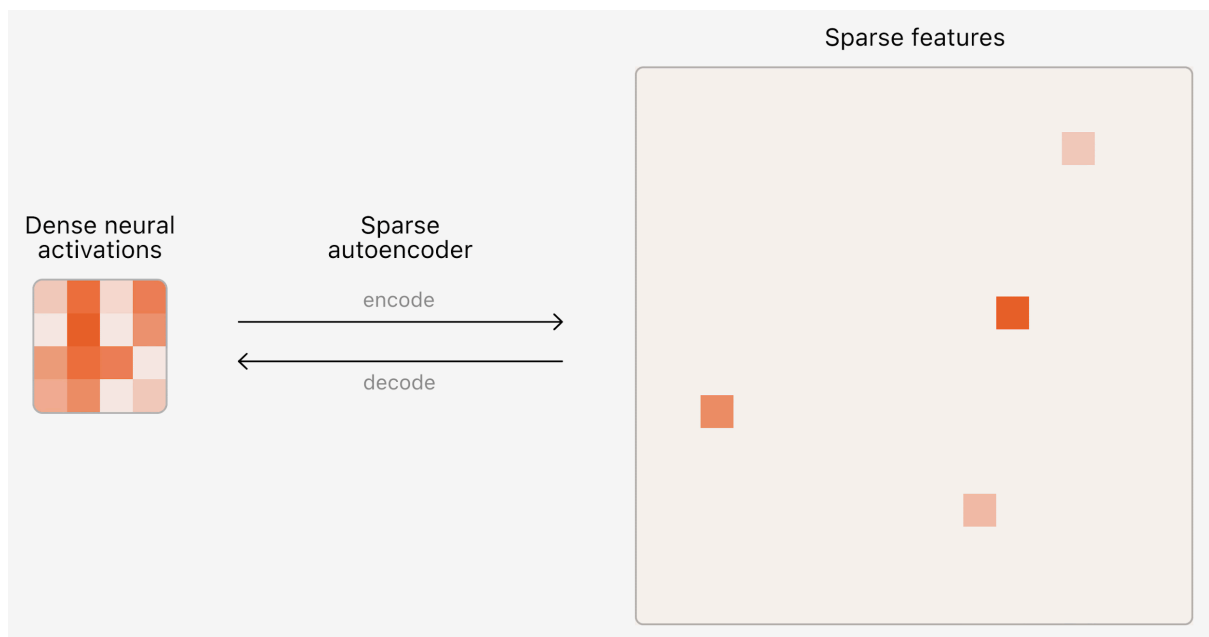 Sparse features
Dense neural
activations
Sparse
autoencoder
encode
decode